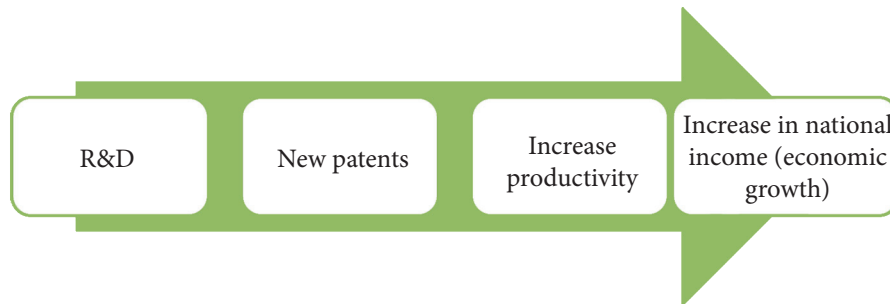 R&D
New patents
Increase
productivity
Increase in national
income (economic
growth)